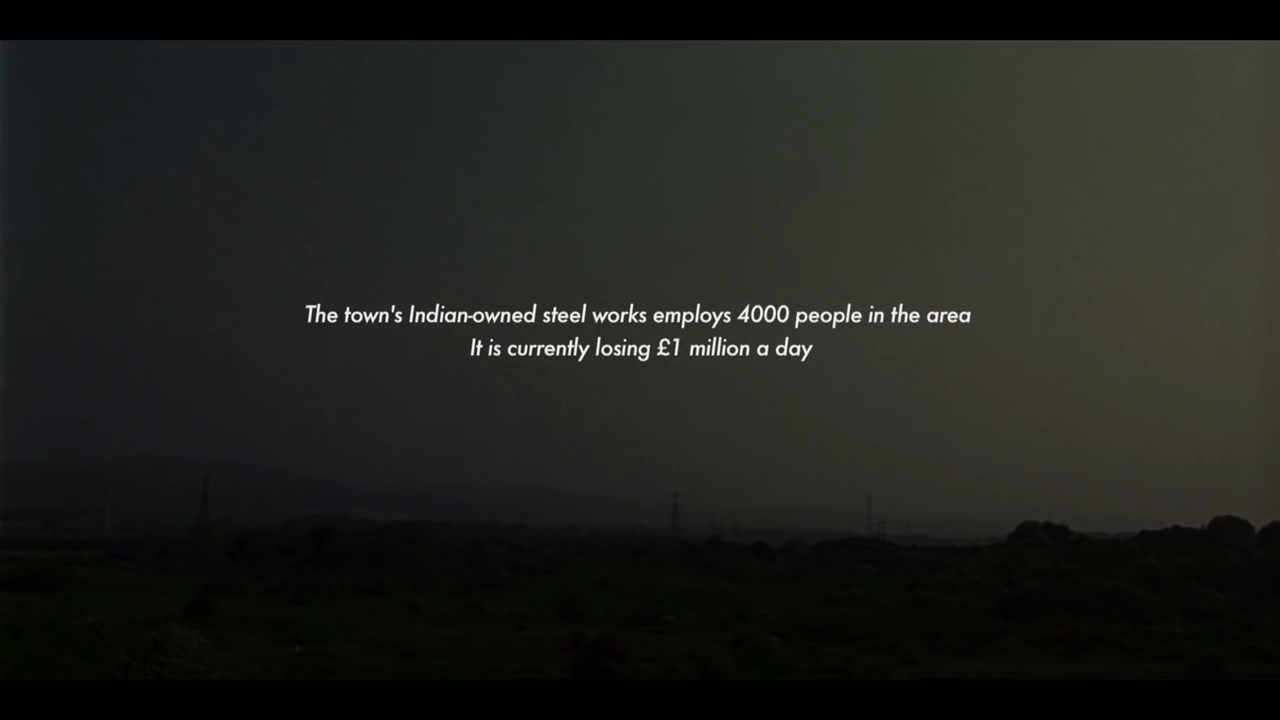 The town's Indian-owned steel works employs 4000 people in the area
It is currently losing £1 million a day